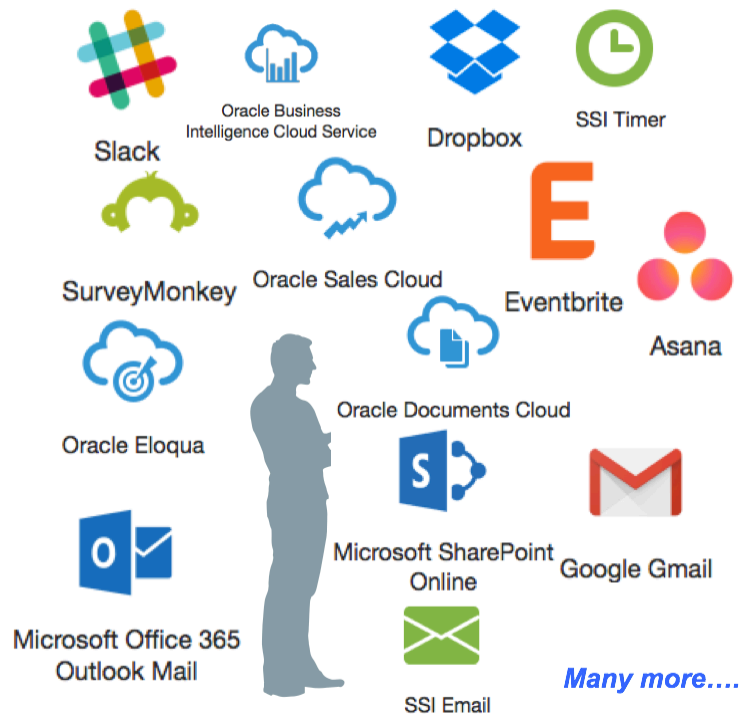 Slack
Oracle Business
Intelligence Cloud Service
Dropbox
SSI Timer
SurveyMonkey
Oracle Sales Cloud
E
Eventbrite
Asana
Oracle Eloqua
Oracle Documents Cloud
S
Microsoft SharePoint
Online
Google Gmail
O
Microsoft Office 365
Outlook Mail
SSI Email
Many more....